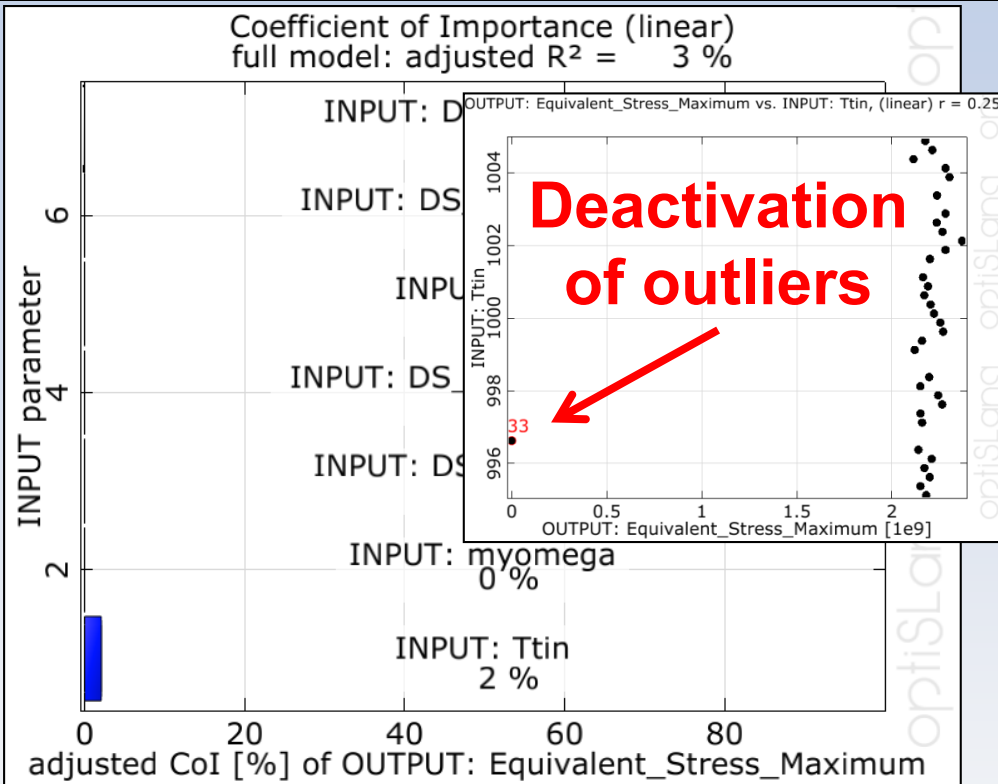 Coefficient of Importance (linear)
full model: adjusted R² = 3 %
INPUT parameter
6
4
2
INPUT: D
INPUT: DS_
INPU
INPUT: DS_
INPUT: DS
INPUT: myomega
0 %
INPUT: Ttin
2 %
0 20 40 60 80
adjusted CoI [%] of OUTPUT: Equivalent_Stress_Maximum
OUTPUT: Equivalent_Stress_Maximum vs. INPUT: Ttin, (linear) r = 0.25
INPUT: Ttin
1004
1002
1000
998
996
Deactivation
of outliers
33
0 0.5 1 1.5 2
OUTPUT: Equivalent_Stress_Maximum [1e9]
optiSLang
optiSLang